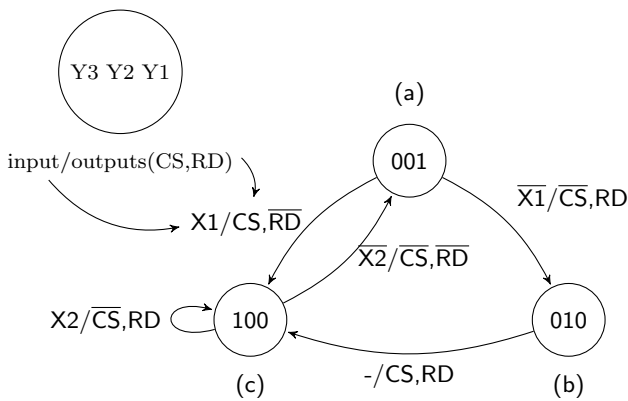 Y3 Y2 Y1
(a)
input/outputs(CS,RD)
001
X̅1̅/C̅S̅,RD
X1/CS,R̅D̅
X̅2̅/C̅S̅,R̅D̅
X2/C̅S̅,RD
100
010
-/CS,RD
(c)
(b)